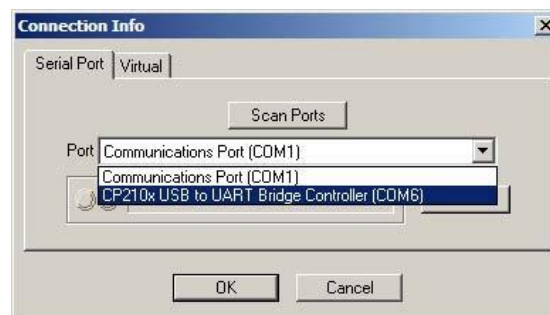 Connection Info
Serial Port Virtual
Scan Ports
Port Communications Port (COM1)
Communications Port (COM1)
CP210x USB to UART Bridge Controller (COM6)
OK Cancel